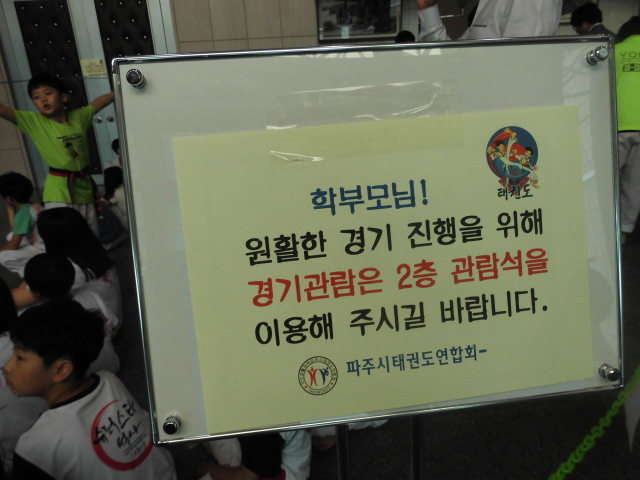 학부모님!
태권도
원활한 경기 진행을 위해
경기관람은 2층 관람석을
이용해 주시길 바랍니다.
파주시태권도연합회-